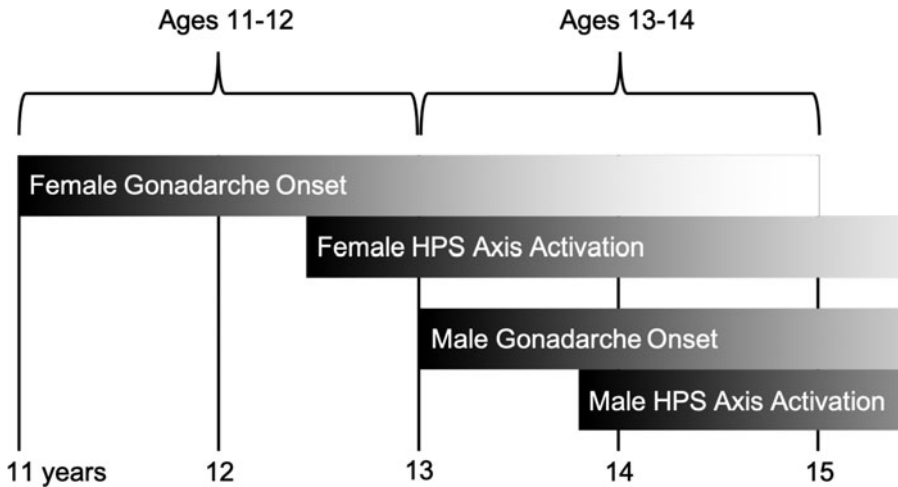 Ages 11-12
Ages 13-14
Female Gonadarche Onset
Female HPS Axis Activation
Male Gonadarche Onset
Male HPS Axis Activation
11 years
12
13
14
15